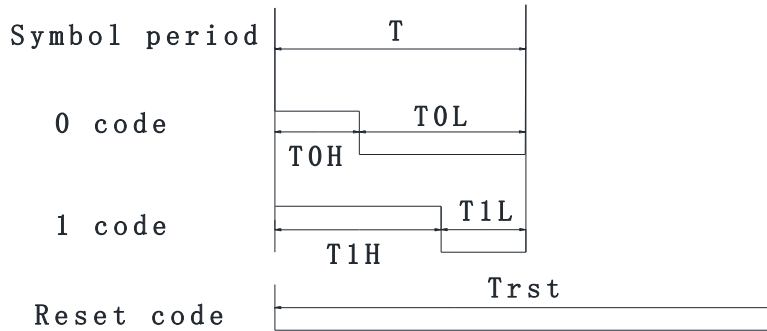 Symbol period
T
0 code
T0H
T0L
1 code
T1H
T1L
Reset code
Trst